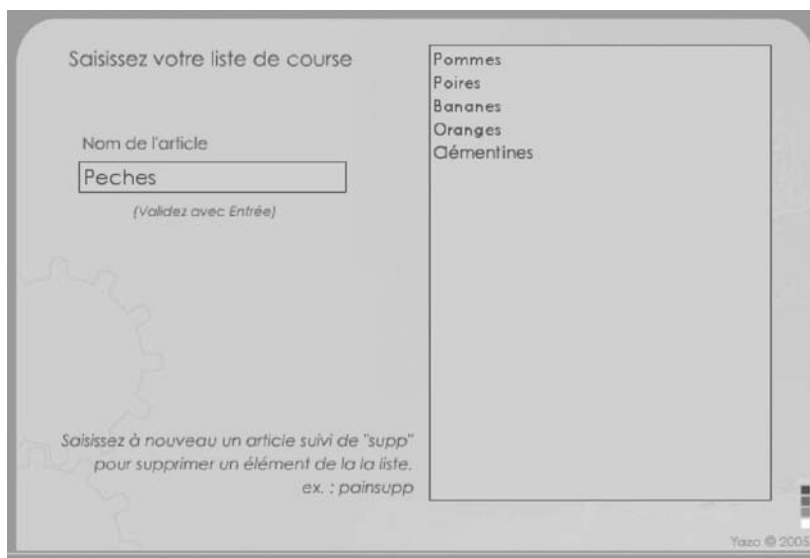 Saisissez votre liste de course
Nom de l'article
Peches
(Validez avec Entrée)
Saisissez à nouveau un article suivi de "supp"
pour supprimer un élément de la la liste.
ex. : painsupp
Pommes
Poires
Bananes
Oranges
Clémentines
Yazo © 2005